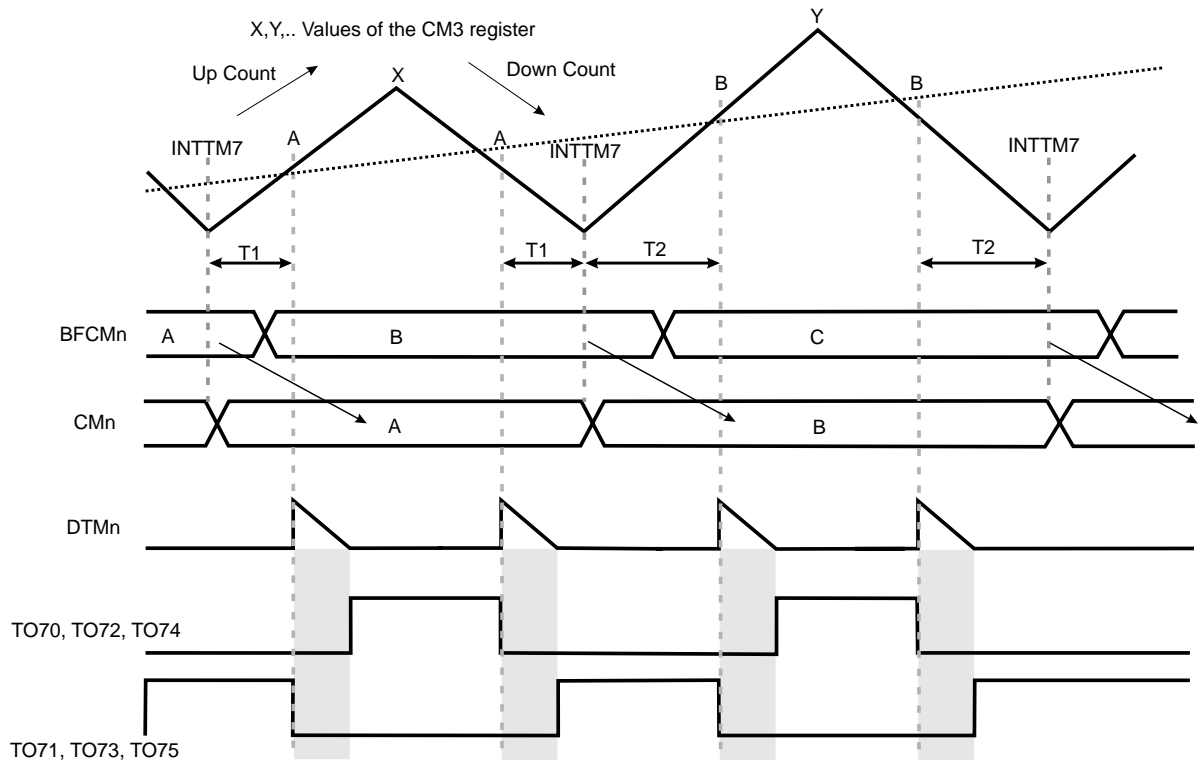 X,Y,.. Values of the CM3 register
Y
Up Count
X
Down Count
B
B
INTTM7
A
A
INTTM7
INTTM7
T1
T1
T2
T2
BFCMn
A
B
C
CMn
A
B
DTMn
TO70, TO72, TO74
TO71, TO73, TO75